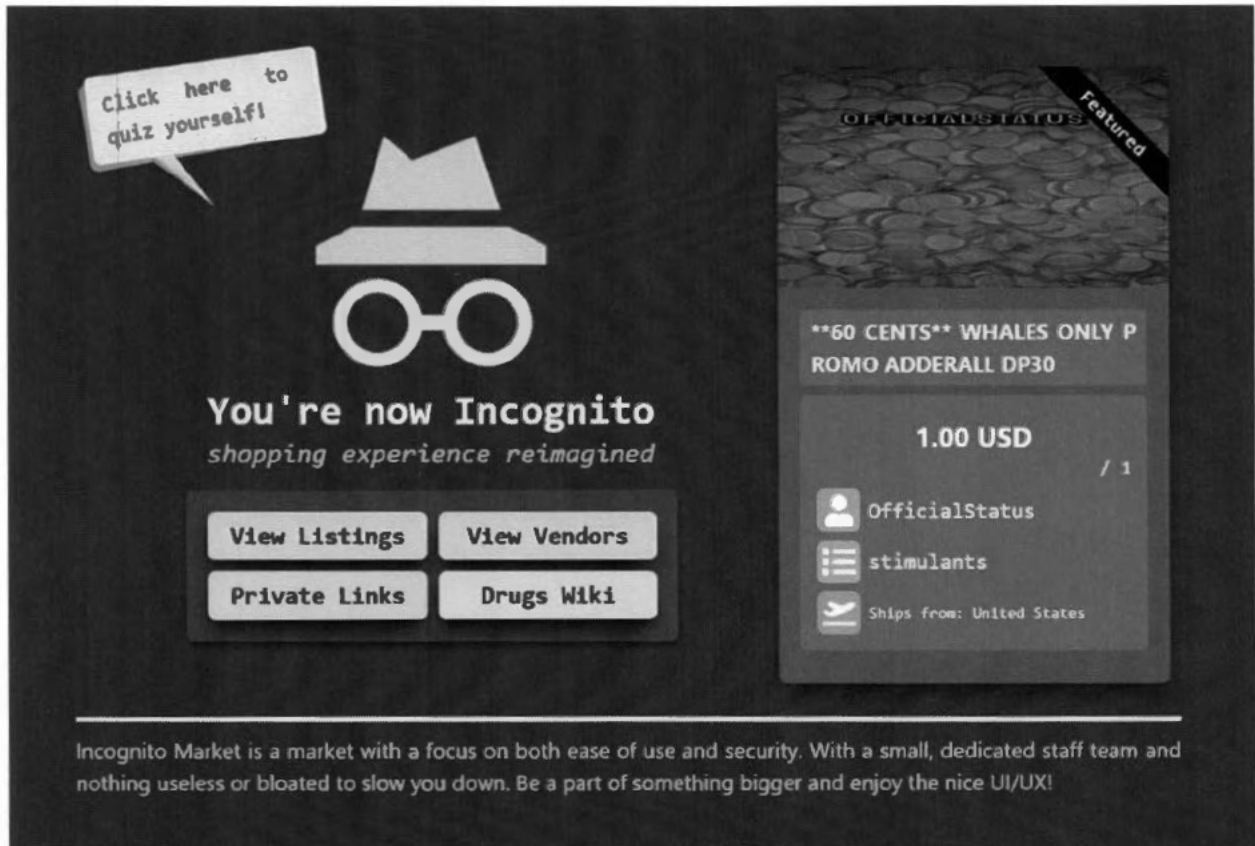 Click here to
quiz yourself!
You're now Incognito
shopping experience reimagined
View Listings
View Vendors
Private Links
Drugs Wiki
OFFICIALSTATUS
Featured
**60 CENTS** WHALES ONLY P
ROMO ADDERALL DP30
1.00 USD
/ 1
OfficialStatus
stimulants
Ships from: United States
Incognito Market is a market with a focus on both ease of use and security. With a small, dedicated staff team and
nothing useless or bloated to slow you down. Be a part of something bigger and enjoy the nice UI/UX!